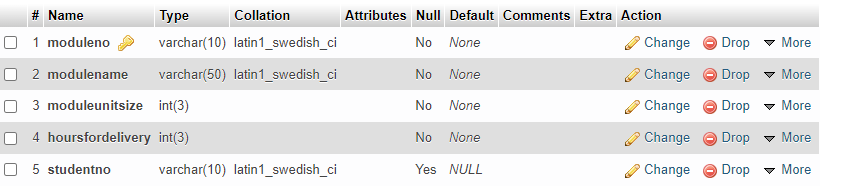 # Name Type Collation Attributes Null Default Comments Extra Action
1 moduleno varchar(10) latin1_swedish_ci No None Change Drop More
2 modulename varchar(50) latin1_swedish_ci No None Change Drop More
3 moduleunitsize int(3) No None Change Drop More
4 hoursfordelivery int(3) No None Change Drop More
5 studentno varchar(10) latin1_swedish_ci Yes NULL Change Drop More